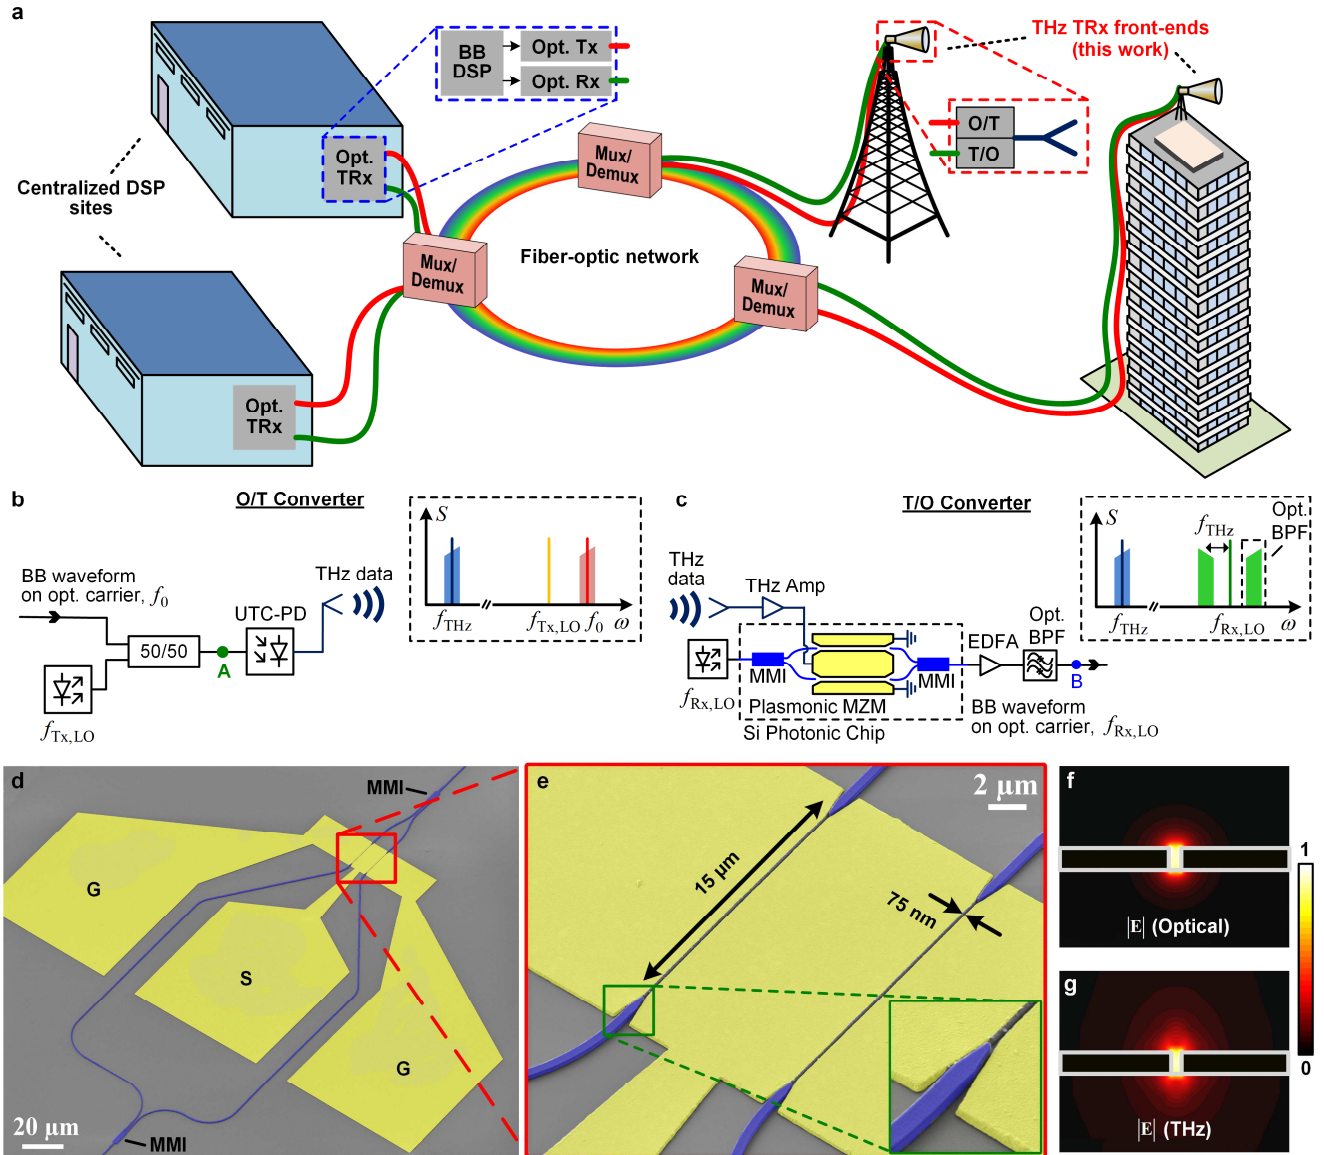 a
BB
DSP
Opt. Tx
Opt. Rx
THz TRx front-ends
(this work)
O/T
T/O
Opt.
TRx
Mux/
Demux
Centralized DSP
sites
Fiber-optic network
Mux/
Demux
Mux/
Demux
Opt.
TRx
b
O/T Converter
BB waveform
on opt. carrier, f0
THz data
UTC-PD
50/50
A
fTx,LO
S
fTHz
fTx,LO
f0
ω
c
T/O Converter
THz
data
THz Amp
fRx,LO
MMI
MMI
Plasmonic MZM
Si Photonic Chip
EDFA
Opt.
BPF
B
BB waveform
on opt. carrier, fRx,LO
S
fTHz
Opt.
BPF
fTHz
fRx,LO
ω
d
MMI
G
S
G
MMI
20 μm
e
2 μm
15 μm
75 nm
f
|E| (Optical)
g
|E| (THz)
1
0